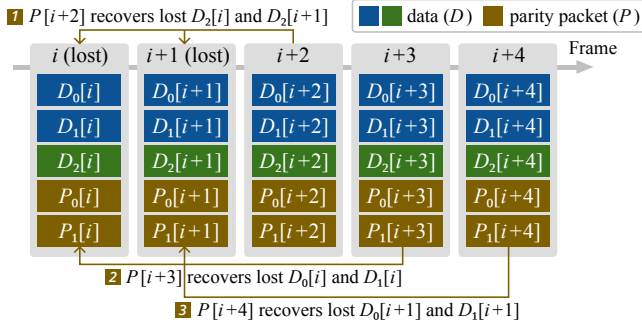 1 P[i+2] recovers lost D₂[i] and D₂[i+1]
data (D) parity packet (P)
i (lost) i+1 (lost) i+2 i+3 i+4 Frame
D₀[i] D₀[i+1] D₀[i+2] D₀[i+3] D₀[i+4]
D₁[i] D₁[i+1] D₁[i+2] D₁[i+3] D₁[i+4]
D₂[i] D₂[i+1] D₂[i+2] D₂[i+3] D₂[i+4]
P₀[i] P₀[i+1] P₀[i+2] P₀[i+3] P₀[i+4]
P₁[i] P₁[i+1] P₁[i+2] P₁[i+3] P₁[i+4]
2 P[i+3] recovers lost D₀[i] and D₁[i]
3 P[i+4] recovers lost D₀[i+1] and D₁[i+1]